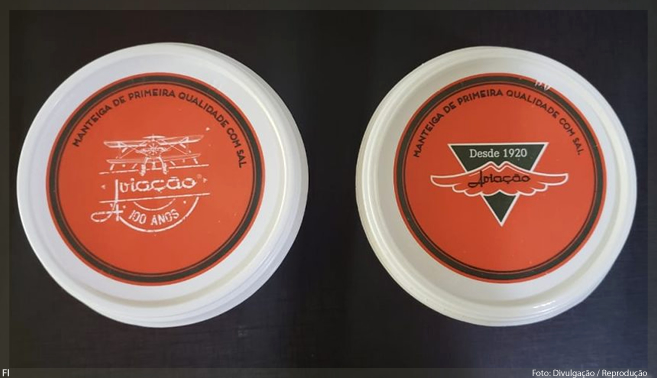 MANTEIGA DE PRIMEIRA QUALIDADE COM SAL
Aviação
100 ANOS
MANTEIGA DE PRIMEIRA QUALIDADE COM SAL
Desde 1920
Aviação
FI
Foto: Divulgação / Reprodução